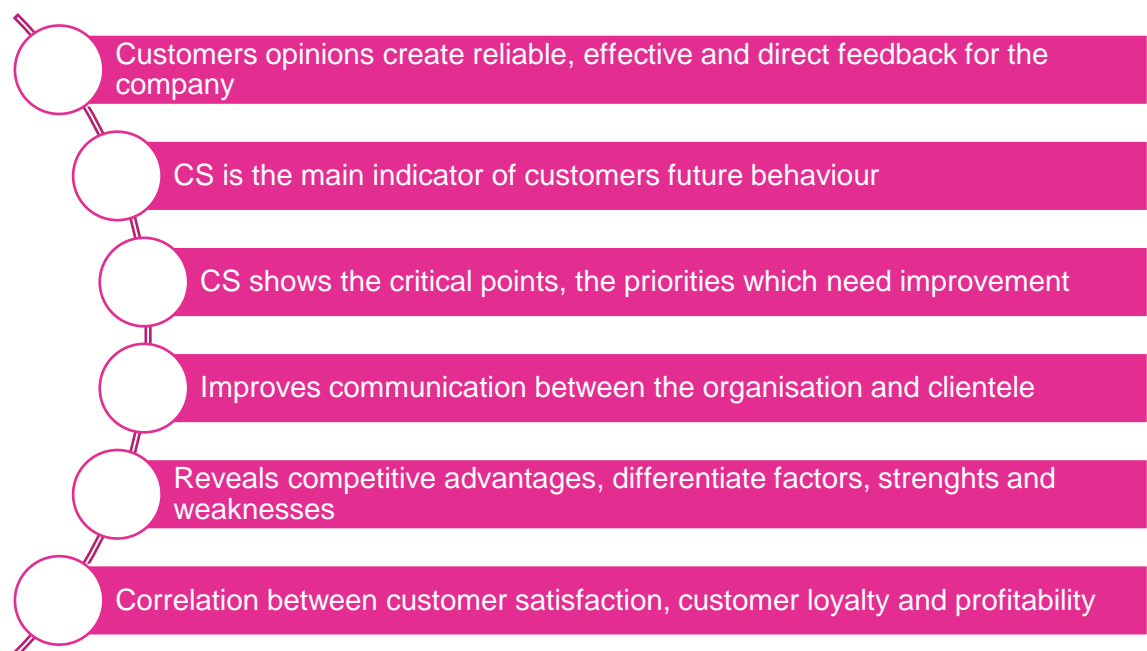 Customers opinions create reliable, effective and direct feedback for the
company
CS is the main indicator of customers future behaviour
CS shows the critical points, the priorities which need improvement
Improves communication between the organisation and clientele
Reveals competitive advantages, differentiate factors, strenghts and
weaknesses
Correlation between customer satisfaction, customer loyalty and profitability